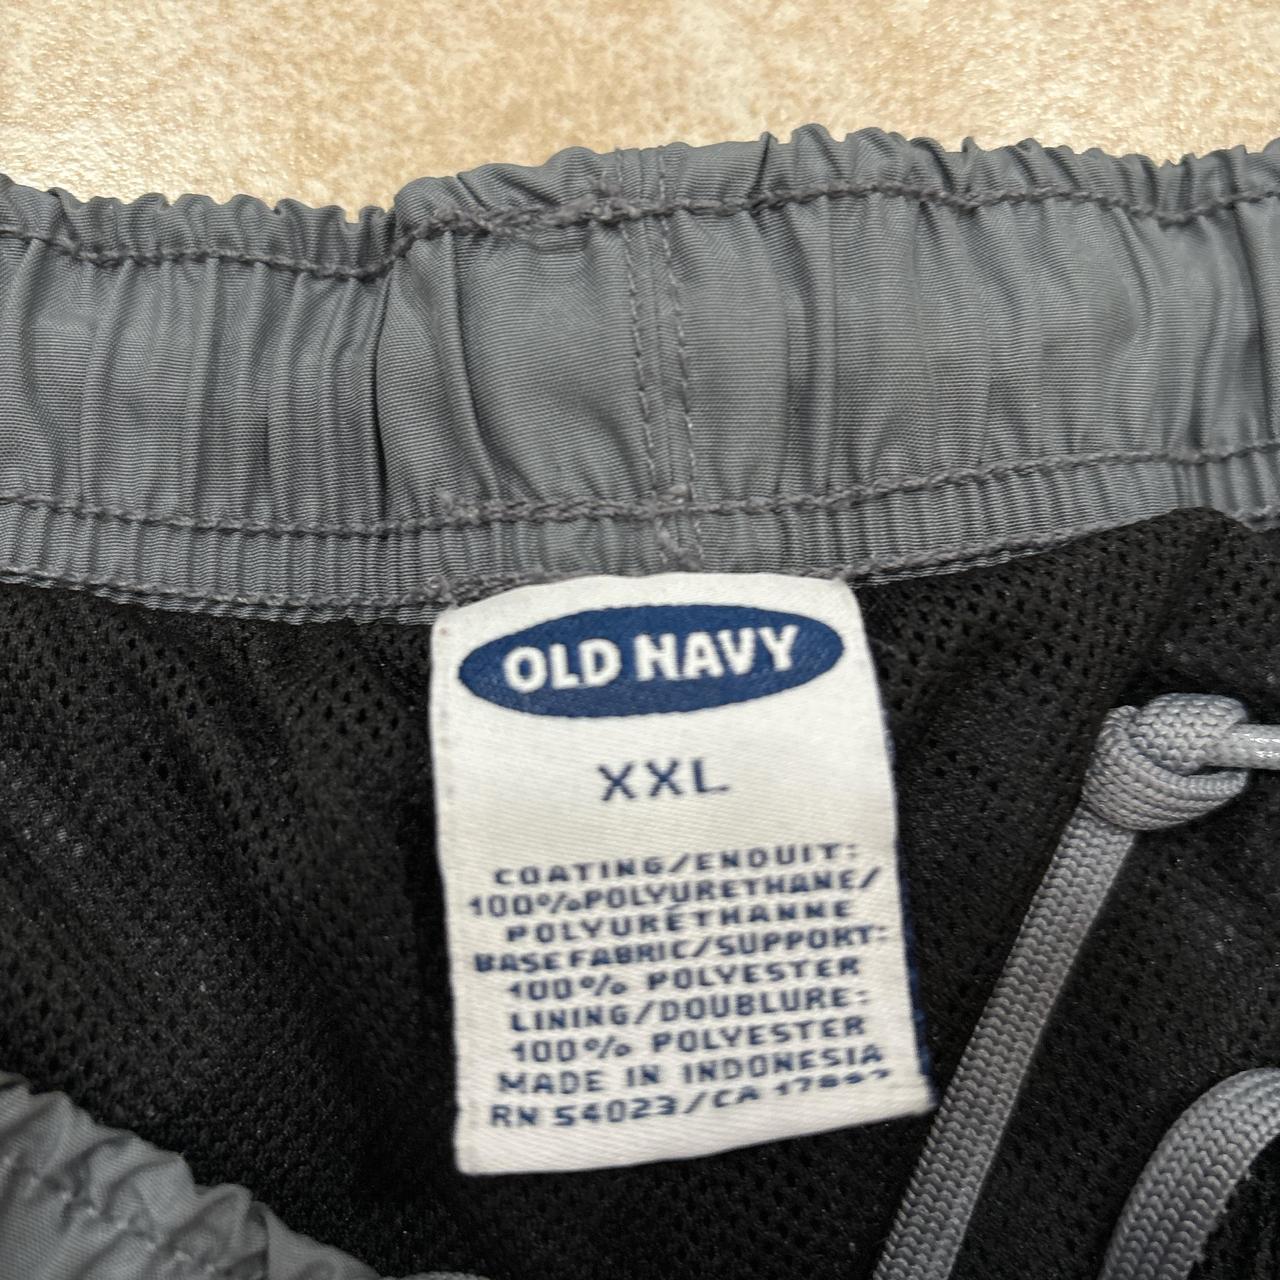 OLD NAVY
XXL
COATING/ENDUIT:
100%POLYURETHANE/
POLYURÉTHANNE
BASE FABRIC/SUPPORT:
100% POLYESTER
LINING/DOUBLURE:
100% POLYESTER
MADE IN INDONESIA
RN 54023/CA